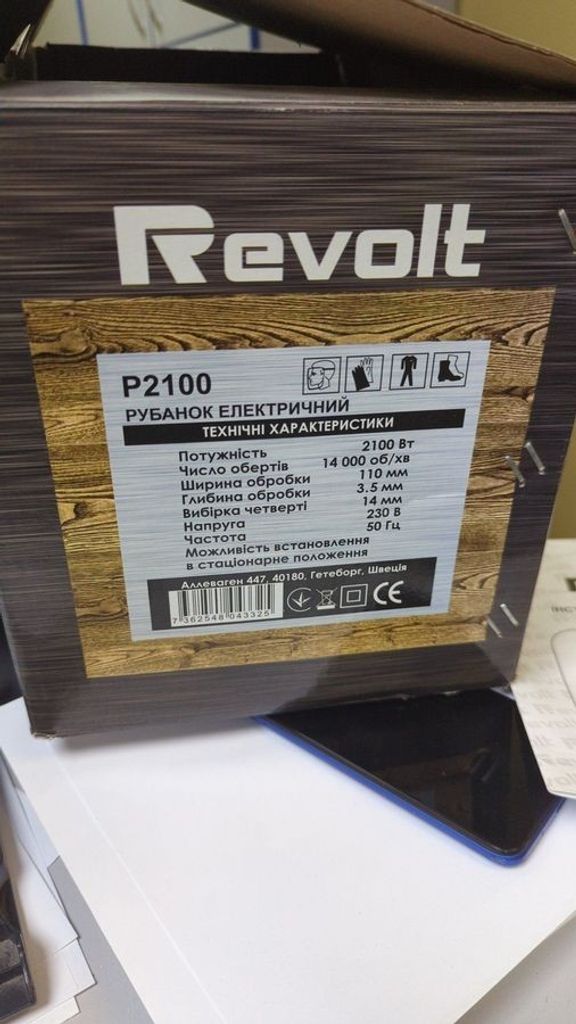 Revolt
P2100
РУБАНОК ЕЛЕКТРИЧНИЙ
ТЕХНІЧНІ ХАРАКТЕРИСТИКИ
Потужність 2100 Вт
Число обертів 14 000 об/хв
Ширина обробки 110 мм
Глибина обробки 3.5 мм
Вибірка четверті 14 мм
Напруга 230 В
Частота 50 Гц
Можливість встановлення
в стаціонарне положення
Аллеваген 447, 40180, Гетеборг, Швеція
7 362548 043325
CE